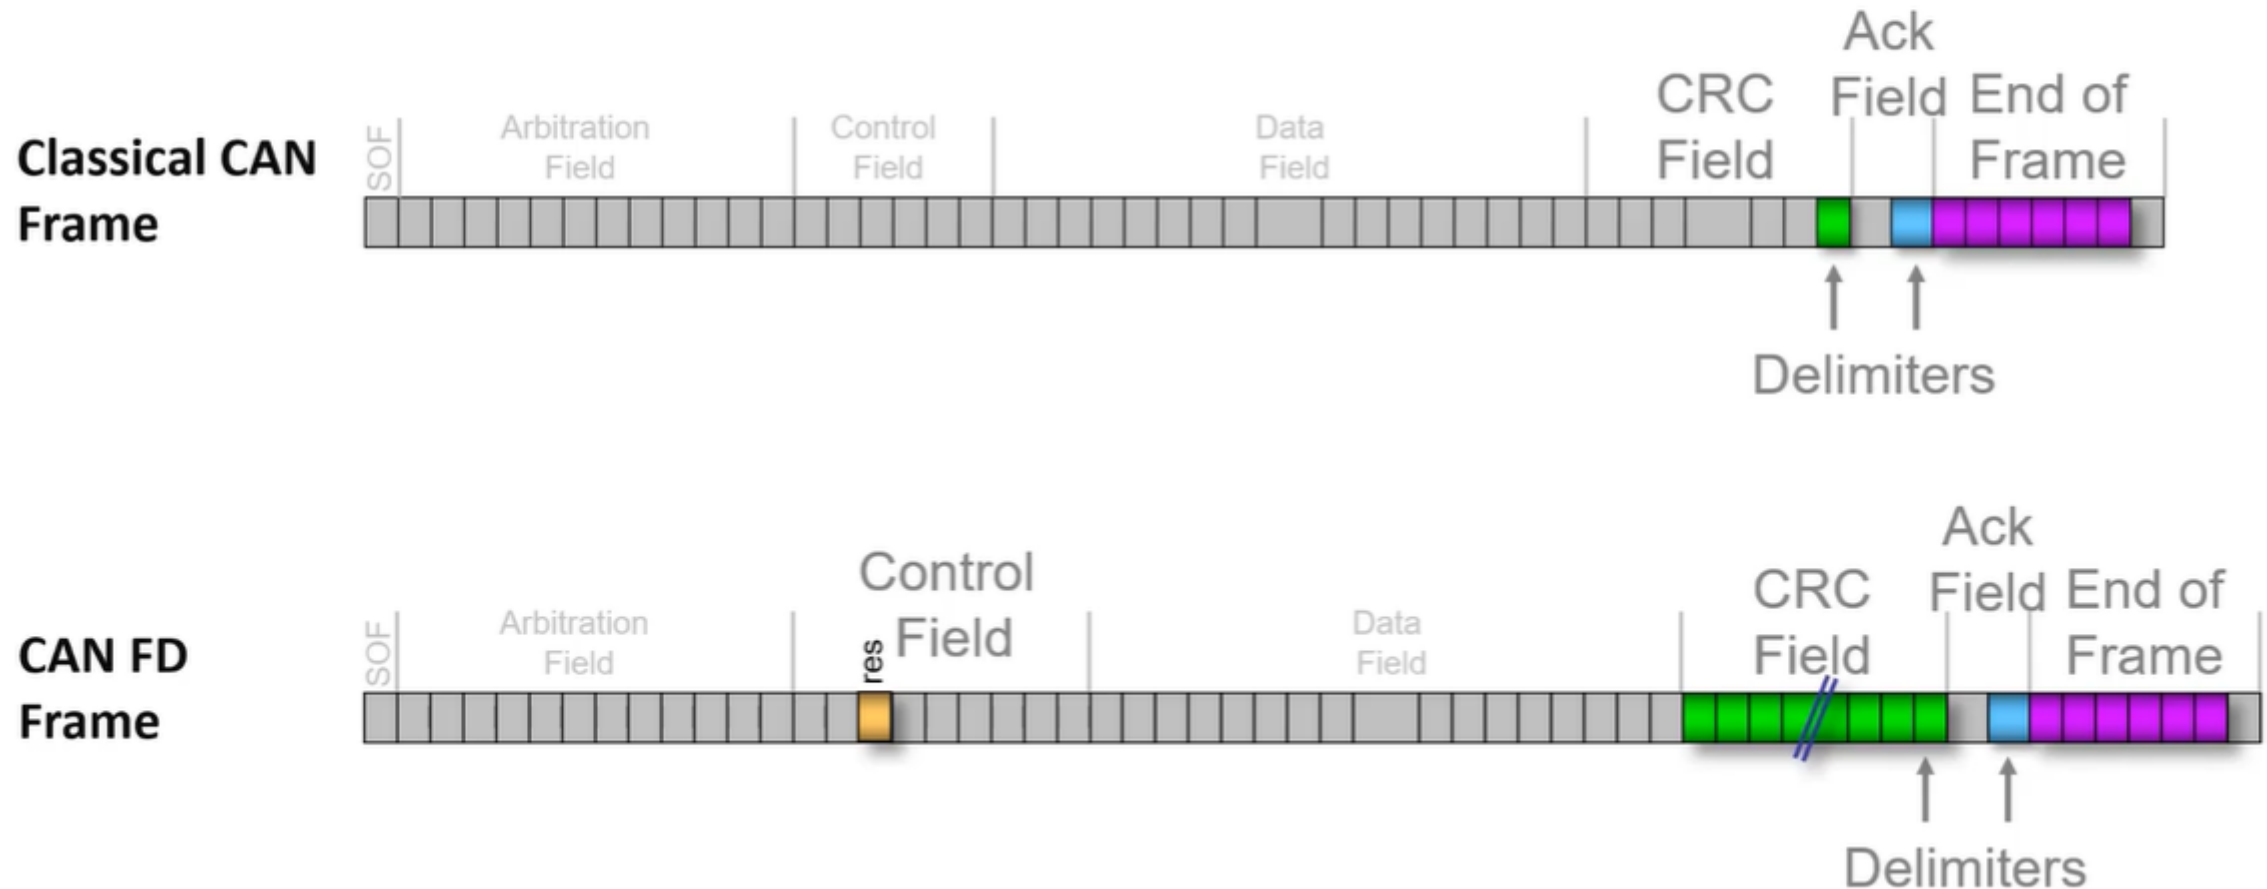 Ack
CRC Field End of
SOF Arbitration Control Data
Field Field Field Field Frame
Classical CAN
Frame
Delimiters
Ack
Control CRC Field End of
SOF Arbitration Field Data Field Frame
res
Field Field
CAN FD
Frame
Delimiters